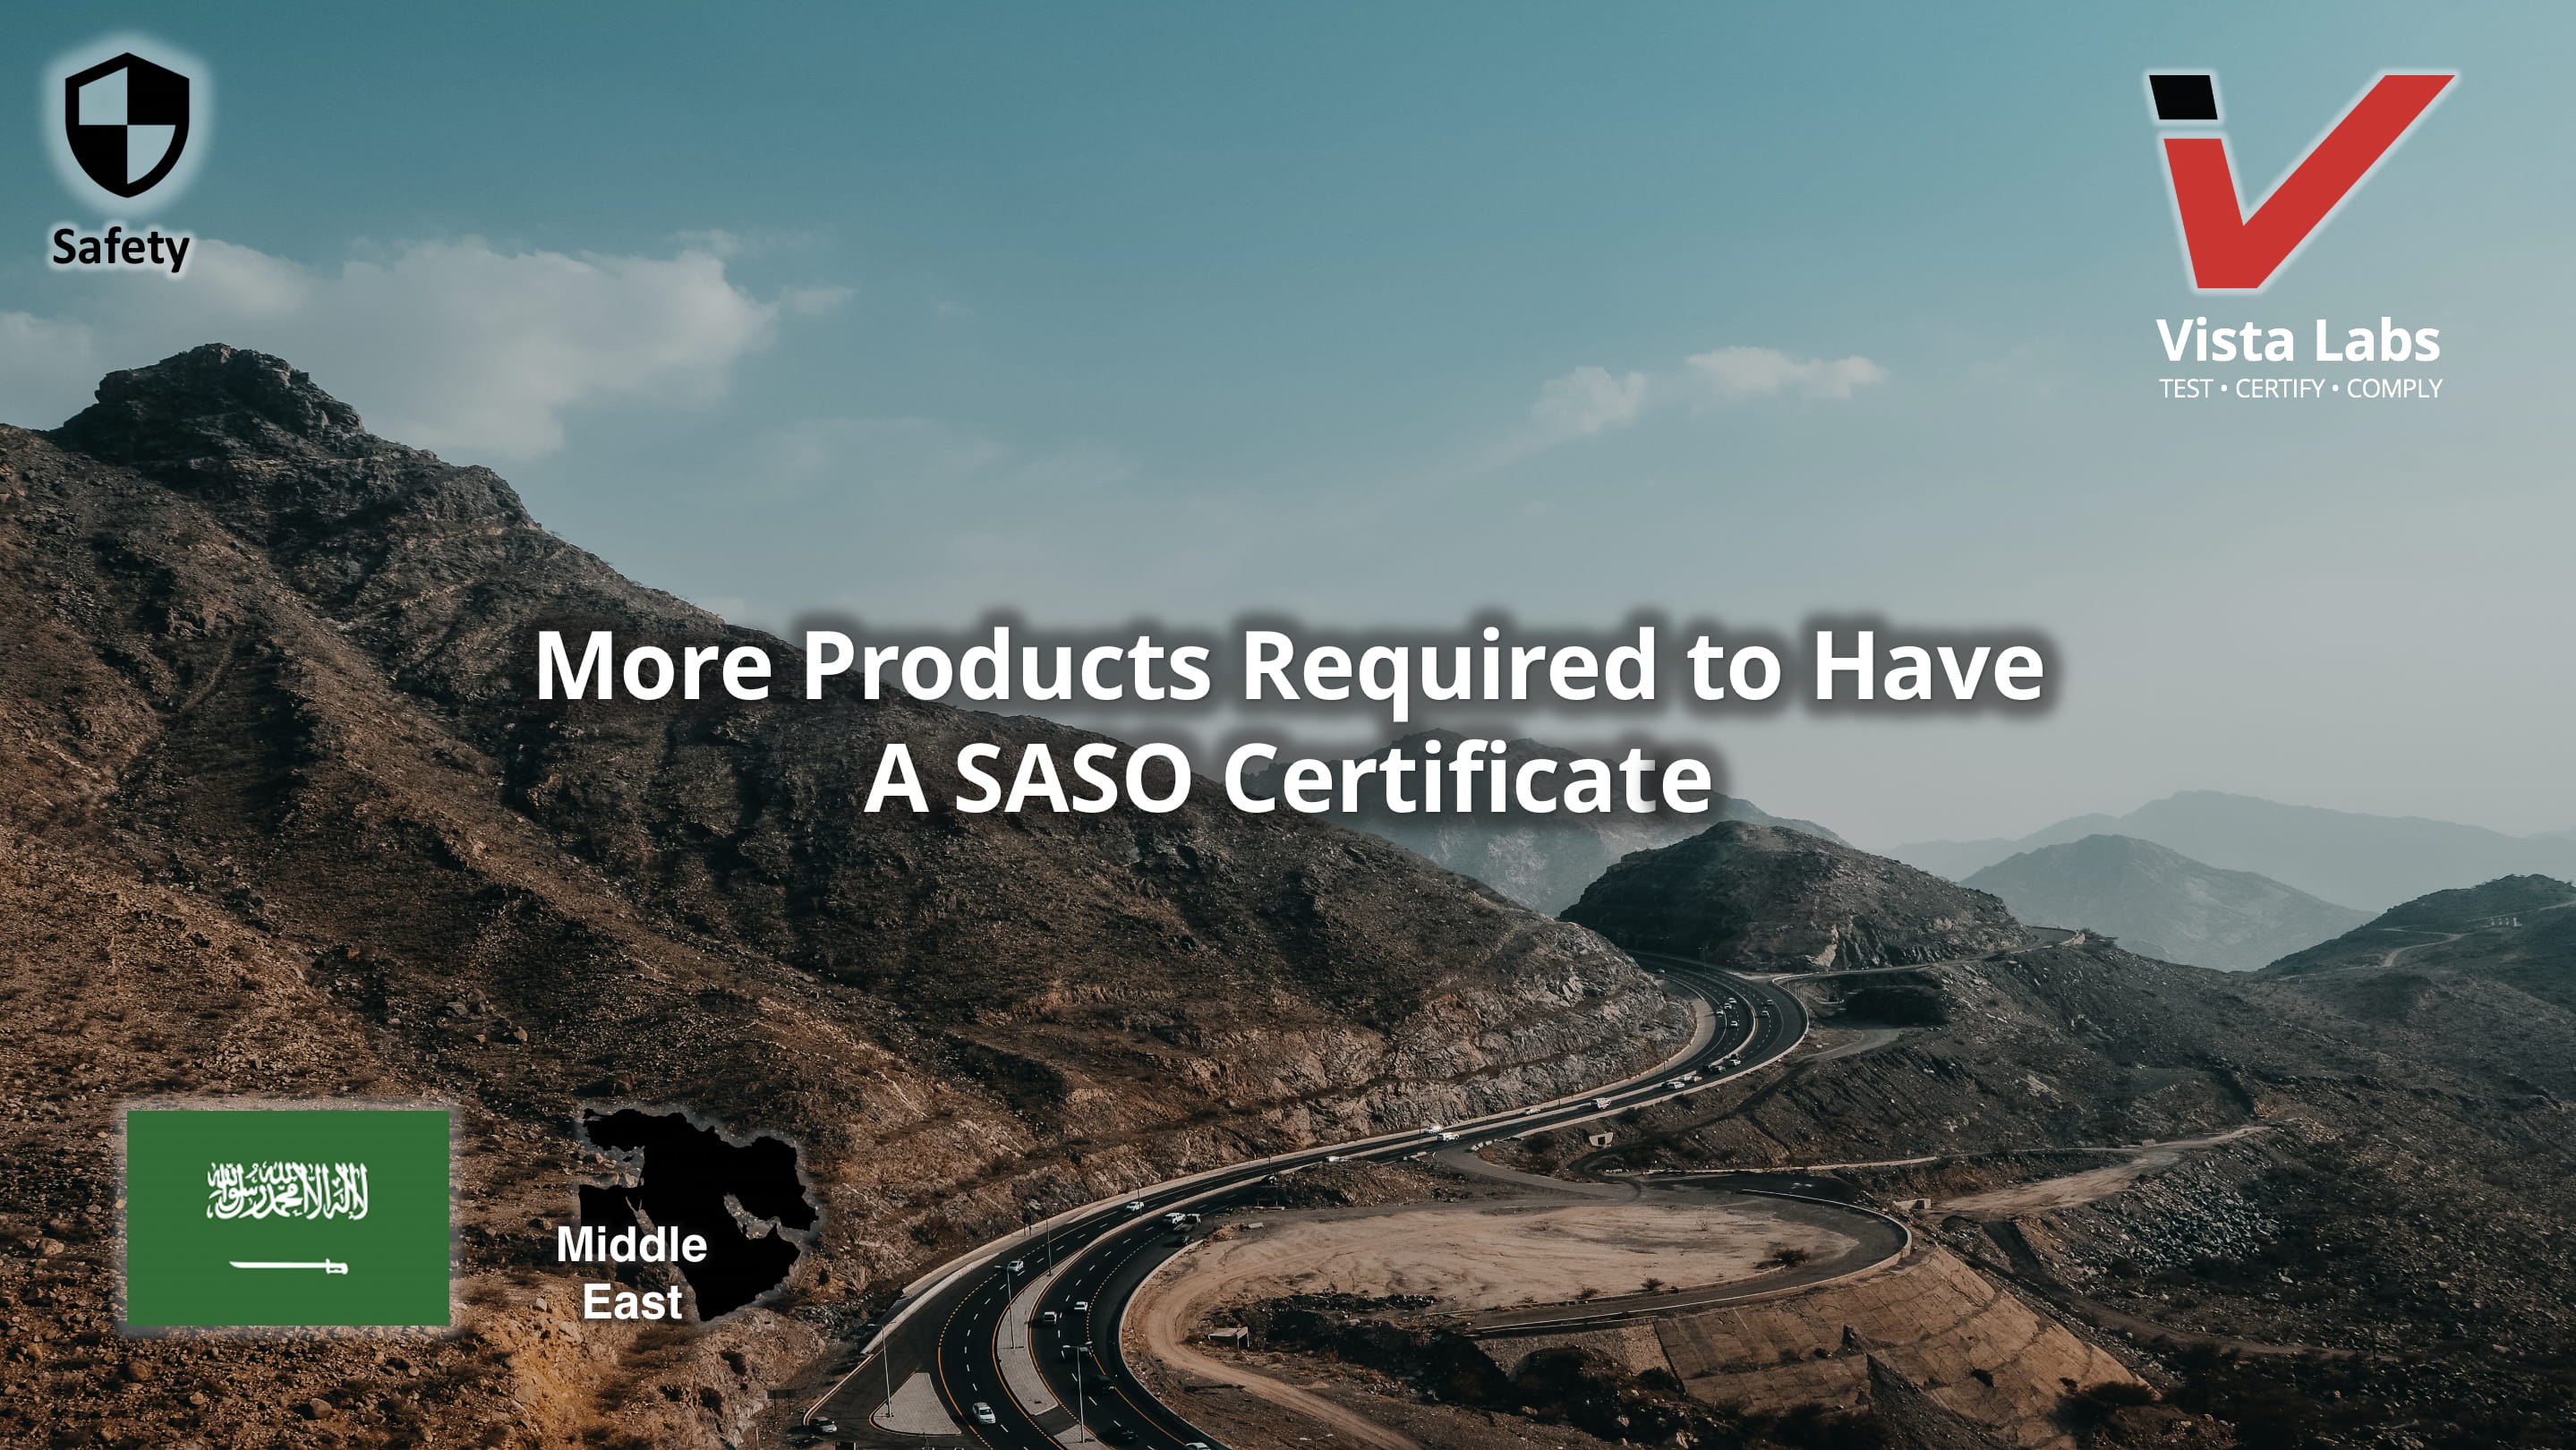 Safety
Vista Labs
TEST • CERTIFY • COMPLY
More Products Required to Have
A SASO Certificate
لا إله إلا الله محمد رسول الله
Middle
East